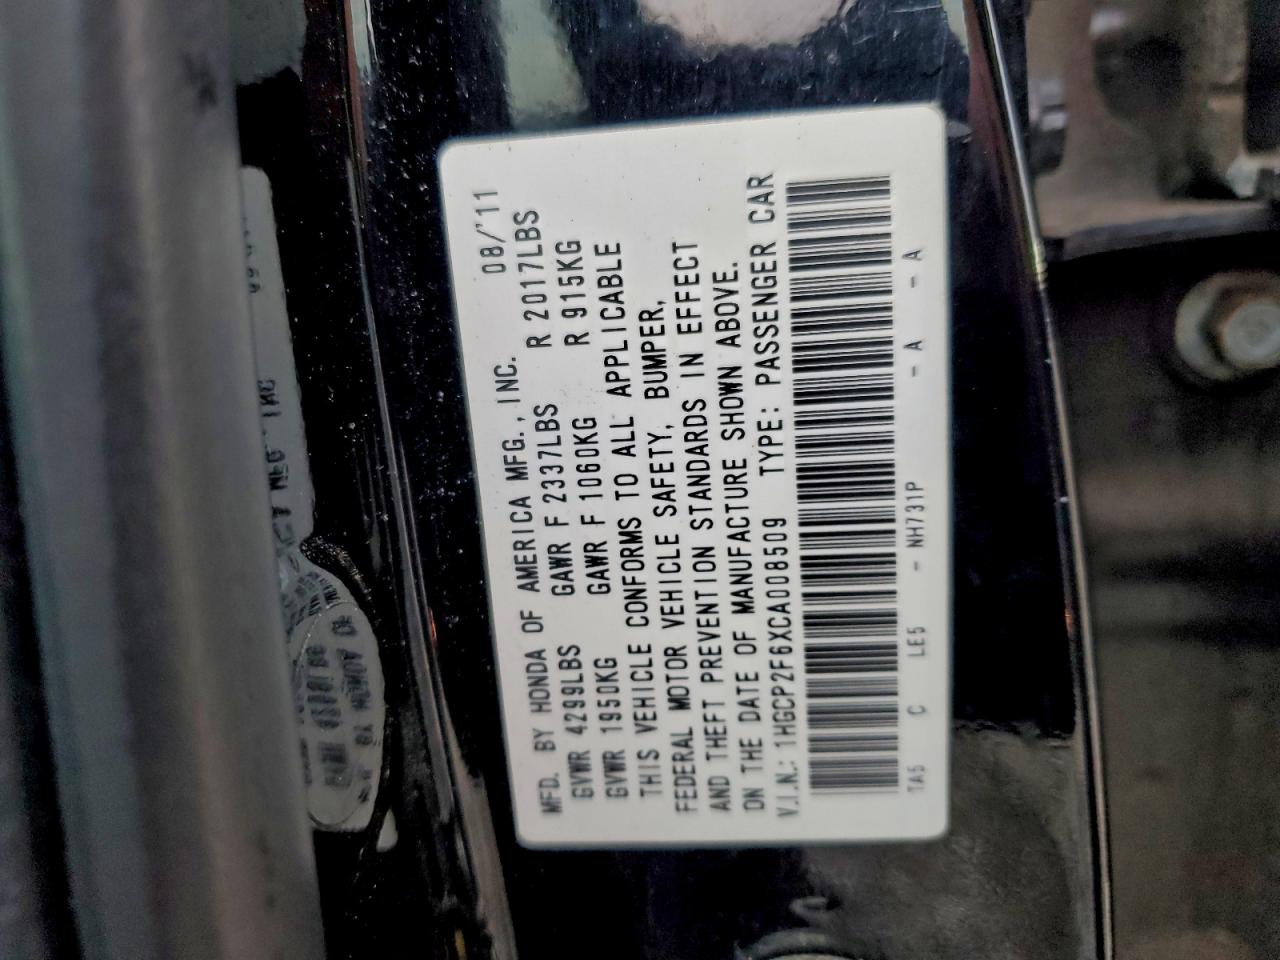 MFD. BY HONDA OF AMERICA MFG., INC. 08/'11
GVWR 4299LBS GAWR F 2337LBS R 2017LBS
GVWR 1950KG GAWR F 1060KG R 915KG
THIS VEHICLE CONFORMS TO ALL APPLICABLE
FEDERAL MOTOR VEHICLE SAFETY, BUMPER,
AND THEFT PREVENTION STANDARDS IN EFFECT
ON THE DATE OF MANUFACTURE SHOWN ABOVE.
V.I.N.: 1HGCP2F6XCA008509 TYPE: PASSENGER CAR
TA5 C LE5 - NH731P - A - A